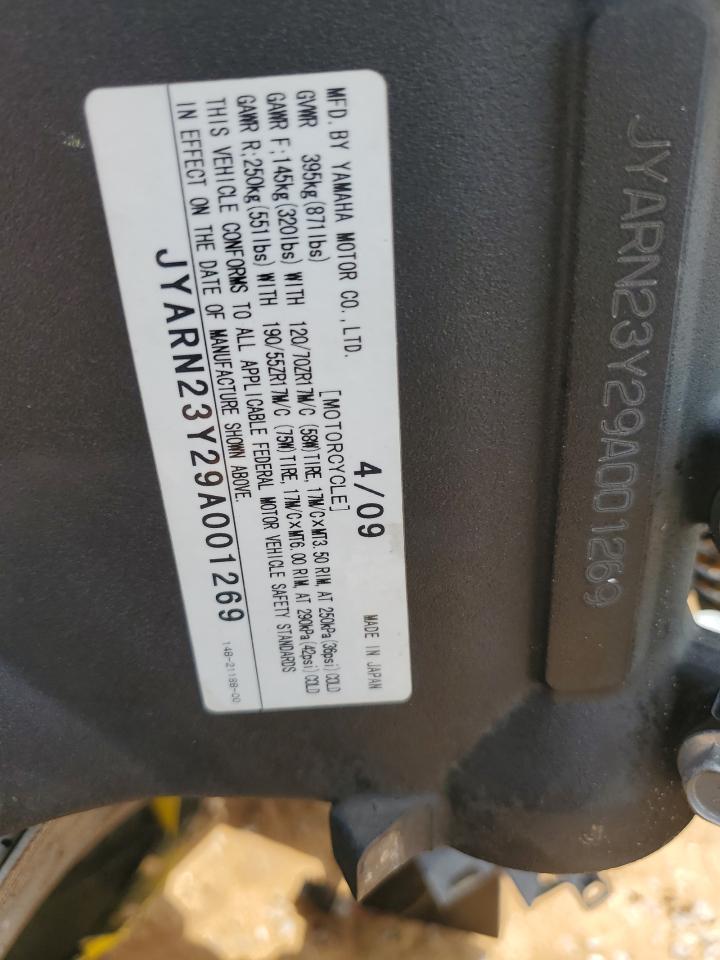 MFD. BY YAMAHA MOTOR CO.,LTD. 4/09 MADE IN JAPAN
GVWR 395kg(871lbs) [MOTORCYCLE]
GAWR F:145kg(320lbs) WITH 120/70ZR17M/C (58W)TIRE, 17M/C×MT3.50 RIM, AT 250kPa(36psi) COLD
GAWR R:250kg(551lbs) WITH 190/55ZR17M/C (75W)TIRE, 17M/C×MT6.00 RIM, AT 290kPa(42psi) COLD
THIS VEHICLE CONFORMS TO ALL APPLICABLE FEDERAL MOTOR VEHICLE SAFETY STANDARDS
IN EFFECT ON THE DATE OF MANUFACTURE SHOWN ABOVE.
JYARN23Y29A001269 14B-21188-00
JYARN23Y29A001269